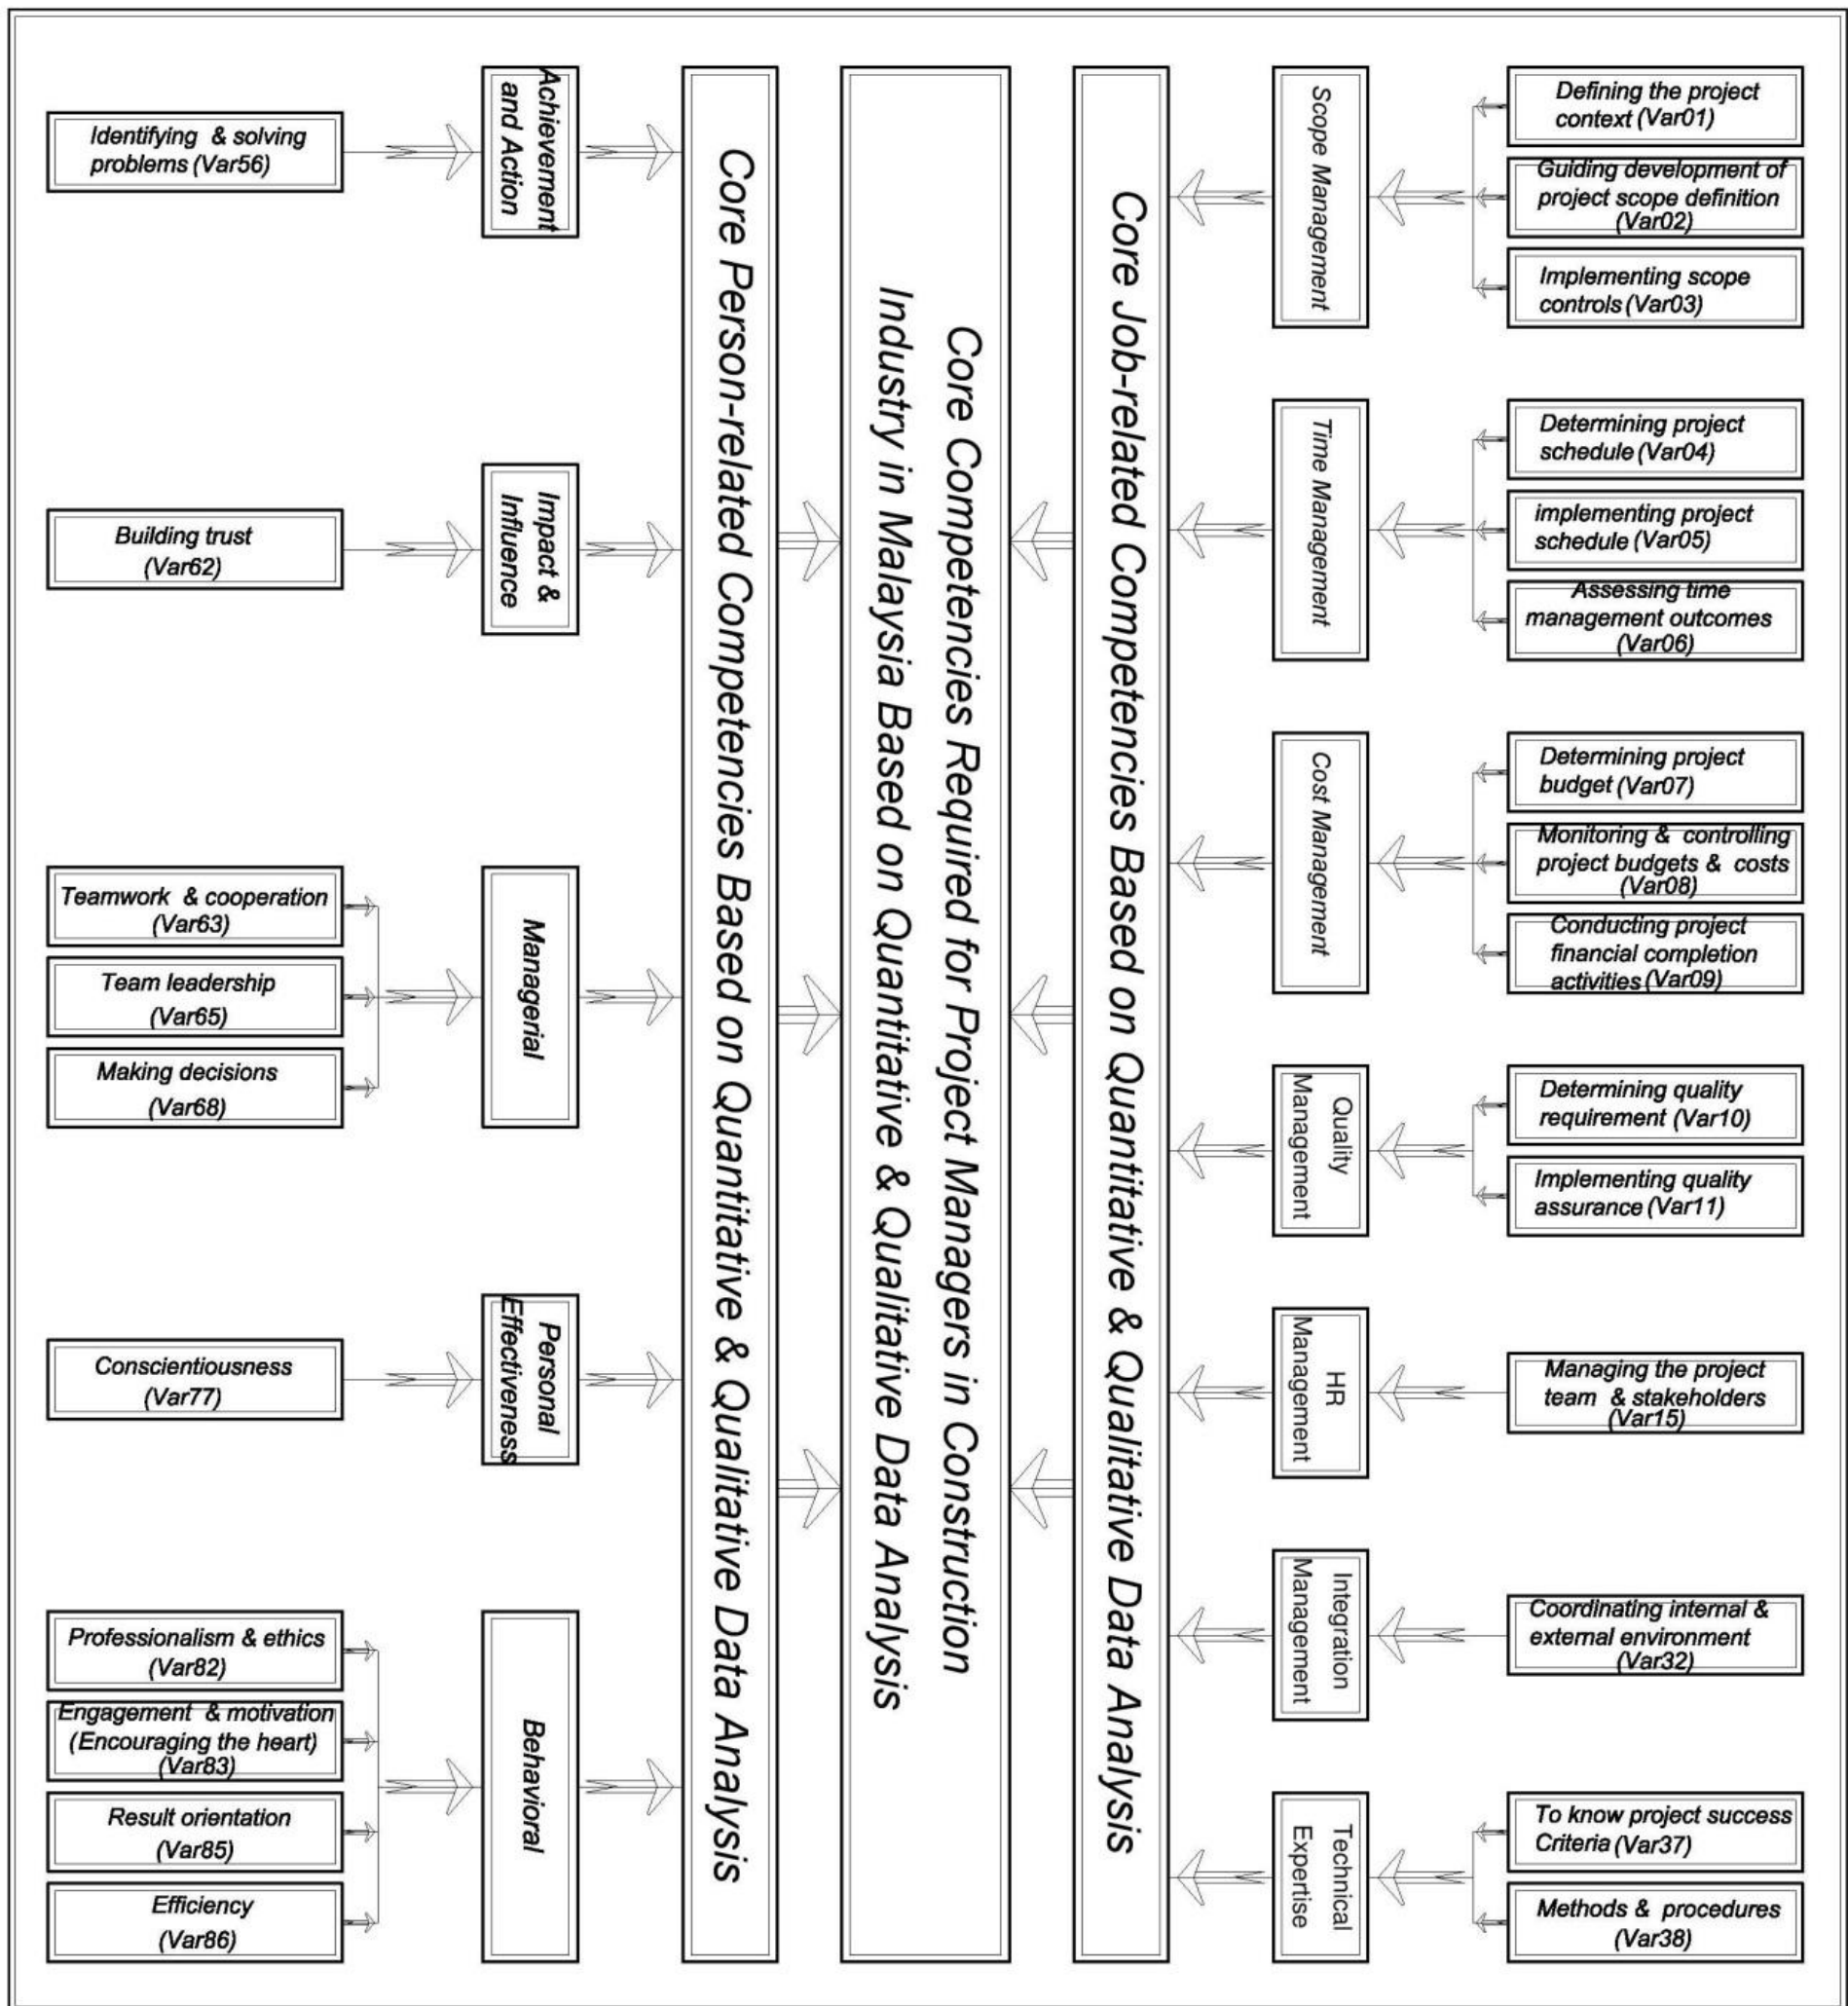 Identifying & solving
problems (Var56)
Building trust
(Var62)
Teamwork & cooperation
(Var63)
Team leadership
(Var65)
Making decisions
(Var68)
Conscientiousness
(Var77)
Professionalism & ethics
(Var82)
Engagement & motivation
(Encouraging the heart)
(Var83)
Result orientation
(Var85)
Efficiency
(Var86)
Achievement
and Action
Impact &
Influence
Managerial
Personal
Effectiveness
Behavioral
Core Person-related Competencies Based on Quantitative & Qualitative Data Analysis
Core Competencies Required for Project Managers in Construction
Industry in Malaysia Based on Quantitative & Qualitative Data Analysis
Core Job-related Competencies Based on Quantitative & Qualitative Data Analysis
Scope Management
Time Management
Cost Management
Quality
Management
HR
Management
Integration
Management
Technical
Expertise
Defining the project
context (Var01)
Guiding development of
project scope definition
(Var02)
Implementing scope
controls (Var03)
Determining project
schedule (Var04)
implementing project
schedule (Var05)
Assessing time
management outcomes
(Var06)
Determining project
budget (Var07)
Monitoring & controlling
project budgets & costs
(Var08)
Conducting project
financial completion
activities (Var09)
Determining quality
requirement (Var10)
Implementing quality
assurance (Var11)
Managing the project
team & stakeholders
(Var15)
Coordinating internal &
external environment
(Var32)
To know project success
Criteria (Var37)
Methods & procedures
(Var38)